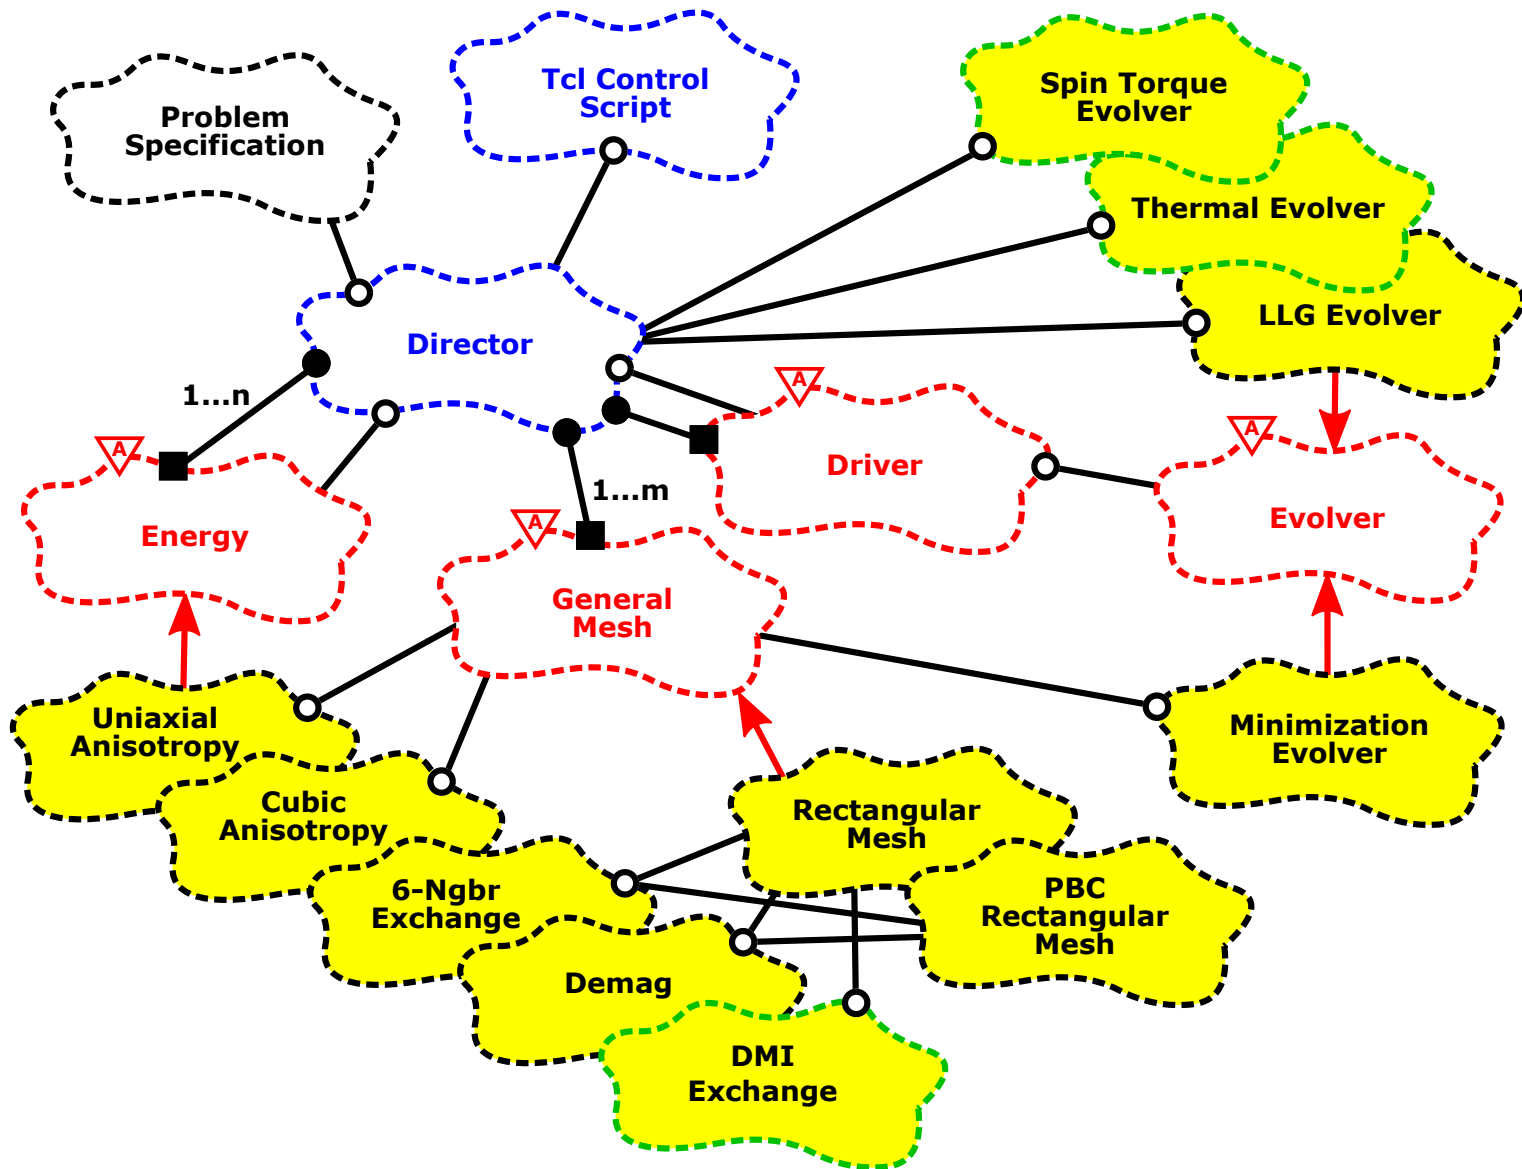 Problem
Specification
Tcl Control
Script
Spin Torque
Evolver
Thermal Evolver
LLG Evolver
Director
1...n
A
Energy
A
Driver
A
Evolver
1...m
A
General
Mesh
Uniaxial
Anisotropy
Cubic
Anisotropy
6-Ngbr
Exchange
Demag
DMI
Exchange
Rectangular
Mesh
PBC
Rectangular
Mesh
Minimization
Evolver